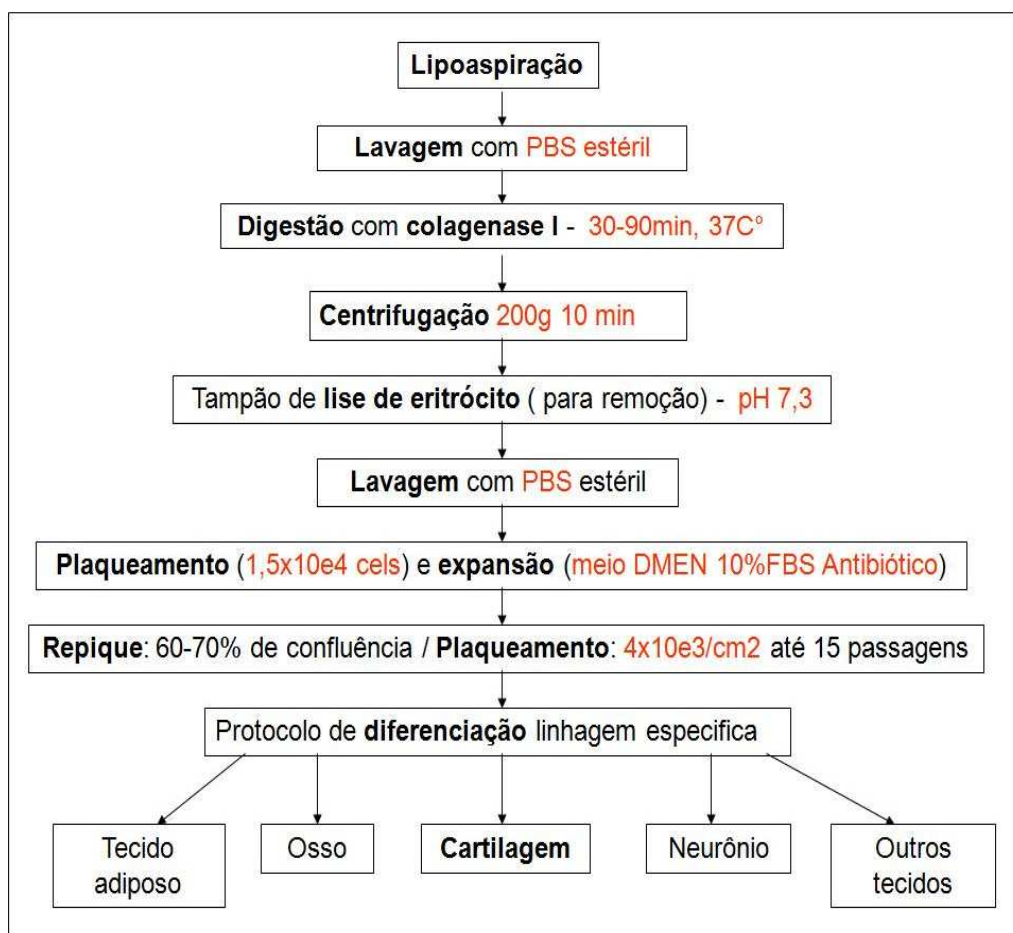 Lipoaspiração
Lavagem com PBS estéril
Digestão com colagenase I - 30-90min, 37C°
Centrifugação 200g 10 min
Tampão de lise de eritrócito ( para remoção) - pH 7,3
Lavagem com PBS estéril
Plaqueamento (1,5x10e4 cels) e expansão (meio DMEN 10%FBS Antibiótico)
Repique: 60-70% de confluência / Plaqueamento: 4x10e3/cm2 até 15 passagens
Protocolo de diferenciação linhagem especifica
Tecido
adiposo
Osso
Cartilagem
Neurônio
Outros
tecidos